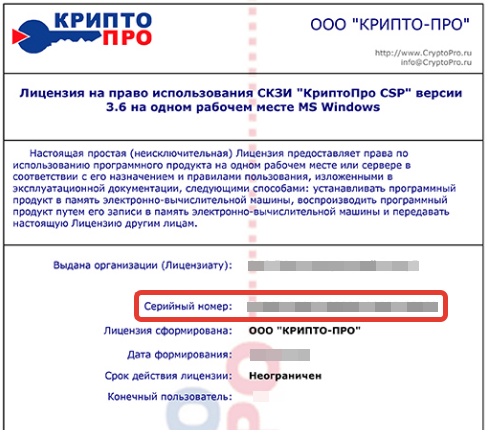 КРИПТО
ПРО
ООО "КРИПТО-ПРО"
http://www.CryptoPro.ru
info@CryptoPro.ru
Лицензия на право использования СКЗИ "КриптоПро CSP" версии
3.6 на одном рабочем месте MS Windows
Настоящая простая (неисключительная) Лицензия предоставляет права по
использованию программного продукта на одном рабочем месте или сервере в
соответствии с его назначением и правилами пользования, изложенными в
эксплуатационной документации, следующими способами: устанавливать программный
продукт в память электронно-вычислительной машины, воспроизводить программный
продукт путем его записи в память электронно-вычислительной машины и передавать
настоящую Лицензию другим лицам.
Выдана организации (Лицензиату):
Серийный номер:
Лицензия сформирована: ООО "КРИПТО-ПРО"
Дата формирования:
Срок действия лицензии: Неограничен
Конечный пользователь: